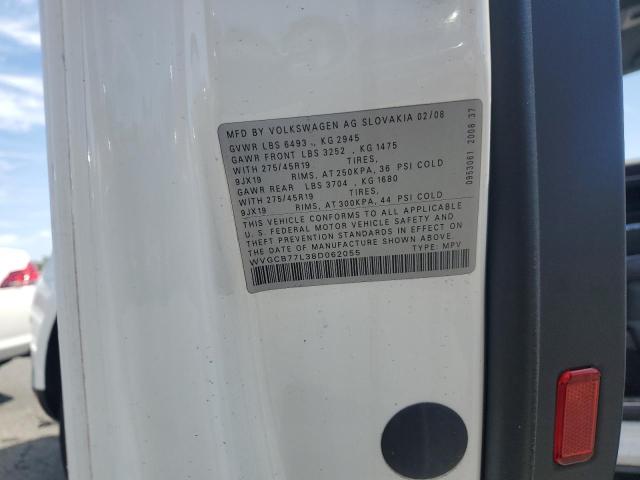 MFD BY VOLKSWAGEN AG SLOVAKIA 02/08
GVWR LBS 6493 ., KG 2945
GAWR FRONT LBS 3252 , KG 1475
WITH 275/45R19 TIRES,
9JX19 RIMS, AT 250KPA, 36 PSI COLD
GAWR REAR LBS 3704 , KG 1680
WITH 275/45R19 TIRES,
9JX19 RIMS, AT 300KPA, 44 PSI COLD
THIS VEHICLE CONFORMS TO ALL APPLICABLE
U.S. FEDERAL MOTOR VEHICLE SAFETY AND
THEFT PREVENTION STANDARDS IN EFFECT ON
THE DATE OF MANUFACTURE SHOWN ABOVE.
WVGCB77L38D062055 TYPE: MPV
0953061 2008 37